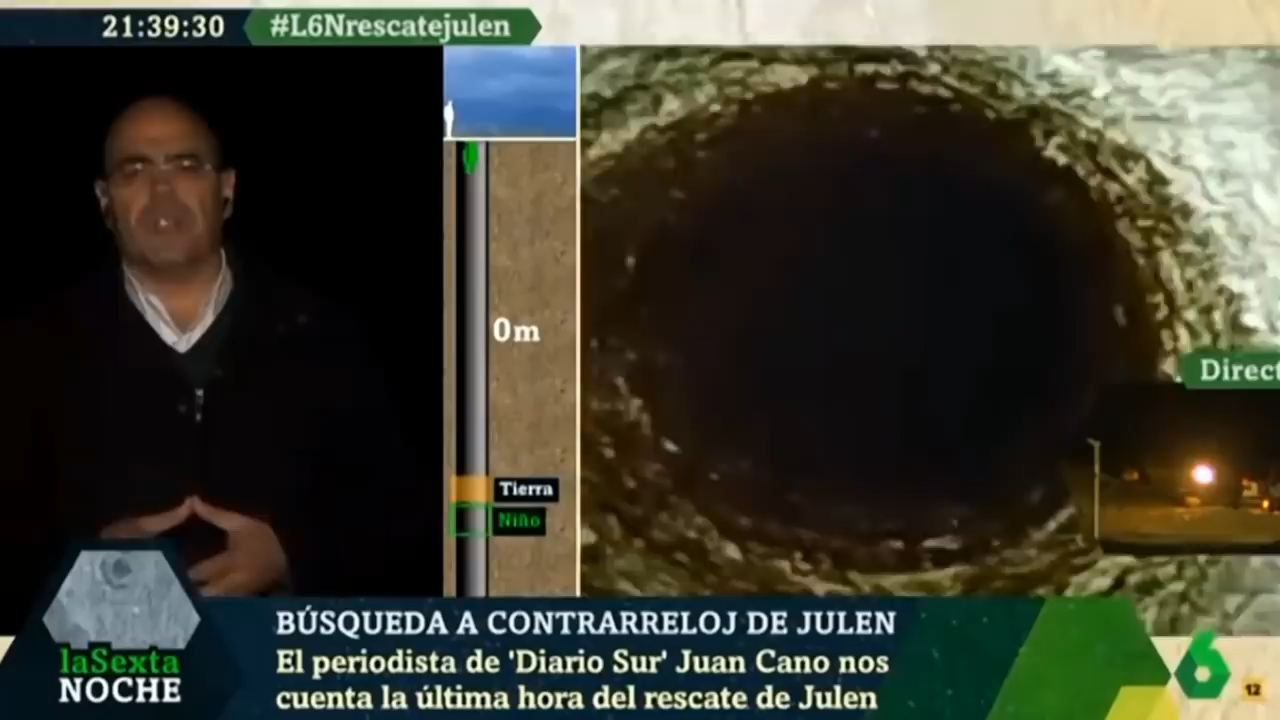 21:39:30
#L6Nrescatejulen
0m
Direct
Tierra
Niño
BÚSQUEDA A CONTRARRELOJ DE JULEN
El periodista de 'Diario Sur' Juan Cano nos
cuenta la última hora del rescate de Julen
laSexta
NOCHE
6
12